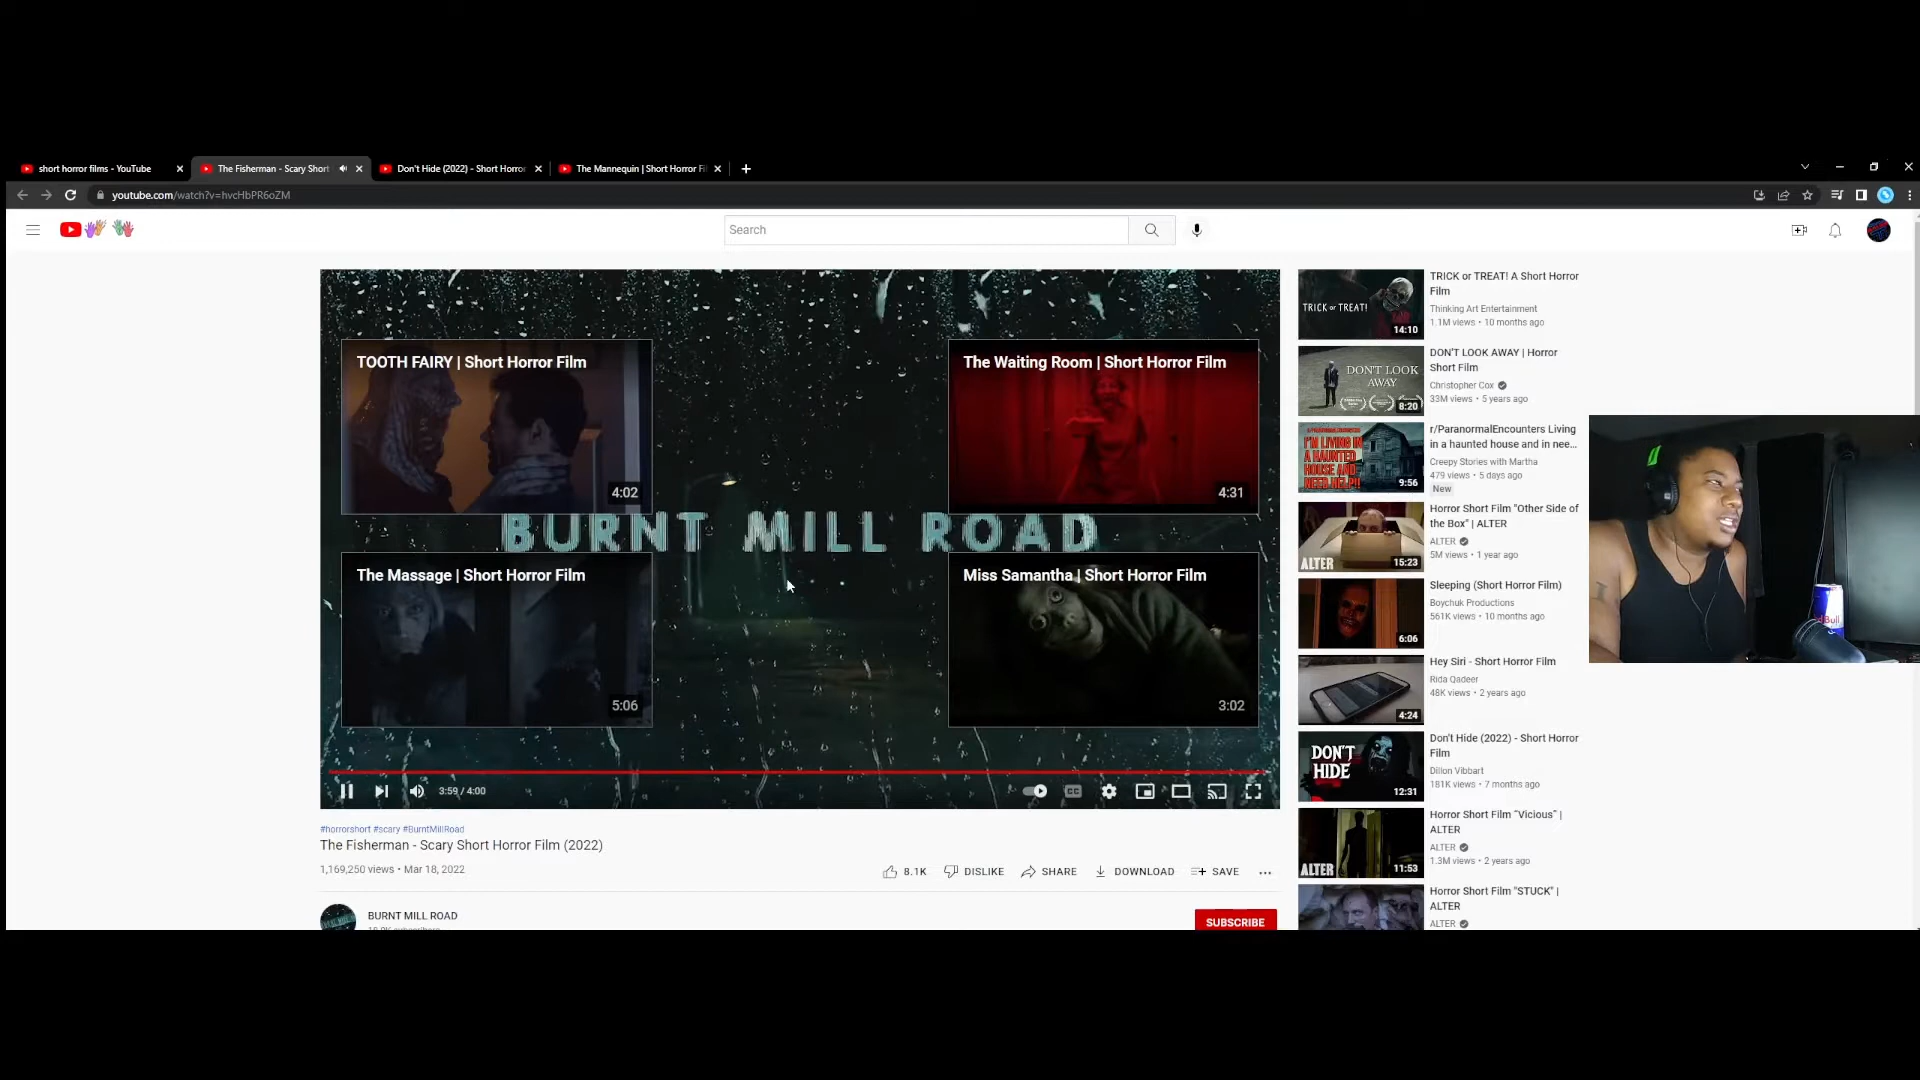 short horror films - YouTube
The Fisherman - Scary Short
Don't Hide (2022) - Short Horror
The Mannequin | Short Horror Fi
youtube.com/watch?v=hvcHbPR6oZM
Search
TOOTH FAIRY | Short Horror Film
4:02
The Waiting Room | Short Horror Film
4:31
BURNT MILL ROAD
The Massage | Short Horror Film
5:06
Miss Samantha | Short Horror Film
3:02
3:59 / 4:00
CC
#horrorshort #scary #BurntMillRoad
The Fisherman - Scary Short Horror Film (2022)
1,169,250 views • Mar 18, 2022
8.1K
DISLIKE
SHARE
DOWNLOAD
SAVE
BURNT MILL ROAD
SUBSCRIBE
TRICK or TREAT!
14:10
TRICK or TREAT! A Short Horror
Film
Thinking Art Entertainment
1.1M views • 10 months ago
DON'T LOOK
AWAY
8:20
DON'T LOOK AWAY | Horror
Short Film
Christopher Cox
33M views • 5 years ago
I'M LIVING IN
A HAUNTED
HOUSE AND
NEED HELP!!
9:56
r/ParanormalEncounters Living
in a haunted house and in nee...
Creepy Stories with Martha
479 views • 5 days ago
New
ALTER
15:23
Horror Short Film "Other Side of
the Box" | ALTER
ALTER
5M views • 1 year ago
6:06
Sleeping (Short Horror Film)
Boychuk Productions
561K views • 10 months ago
4:24
Hey Siri - Short Horror Film
Rida Qadeer
48K views • 2 years ago
DON'T
HIDE
12:31
Don't Hide (2022) - Short Horror
Film
Dillon Vibbart
181K views • 7 months ago
ALTER
11:53
Horror Short Film "Vicious" |
ALTER
ALTER
1.3M views • 2 years ago
Horror Short Film "STUCK" |
ALTER
ALTER